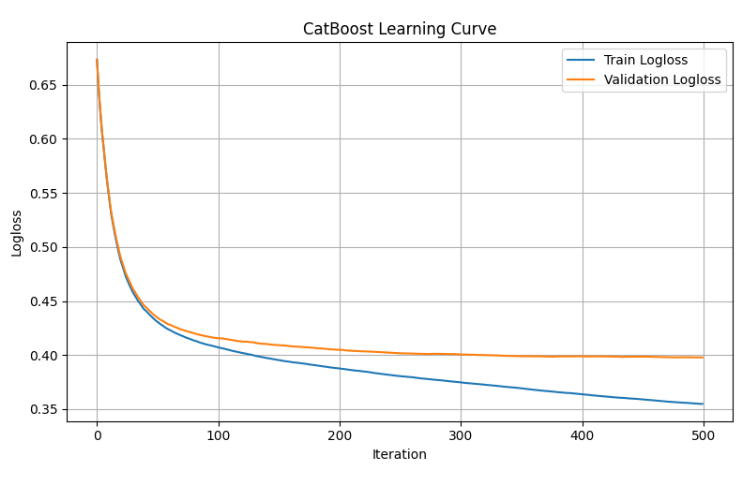 CatBoost Learning Curve
Train Logloss
Validation Logloss
0.65
0.60
0.55
0.50
0.45
0.40
0.35
Logloss
0 100 200 300 400 500
Iteration